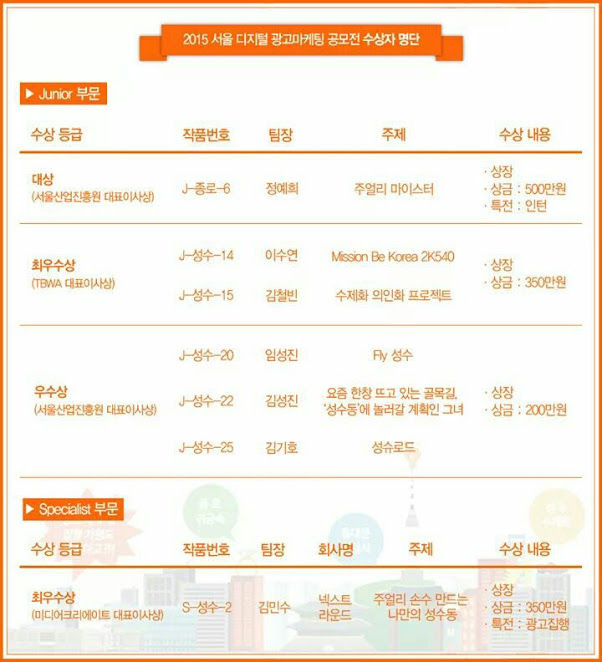 2015 서울 디지털 광고마케팅 공모전 수상자 명단
▶ Junior 부문
수상 등급 작품번호 팀장 주제 수상 내용
대상
(서울산업진흥원 대표이사상)
J-종로-6 정예희 주얼리 마이스터
· 상장
· 상금 : 500만원
· 특전 : 인턴
최우수상
(TBWA 대표이사상)
J-성수-14 이수연 Mission Be Korea 2K540
J-성수-15 김철빈 수제화 의인화 프로젝트
· 상장
· 상금 : 350만원
우수상
(서울산업진흥원 대표이사상)
J-성수-20 임성진 Fly 성수
J-성수-22 김성진 요즘 한창 뜨고 있는 골목길,
'성수동'에 놀러갈 계획인 그녀
J-성수-25 김기호 성슈로드
· 상장
· 상금 : 200만원
▶ Specialist 부문
수상 등급 작품번호 팀장 회사명 주제 수상 내용
최우수상
(미디어크리에이트 대표이사상)
S-성수-2 김민수
넥스트
라운드
주얼리 손수 만드는
나만의 성수동
· 상장
· 상금 : 350만원
· 특전 : 광고집행